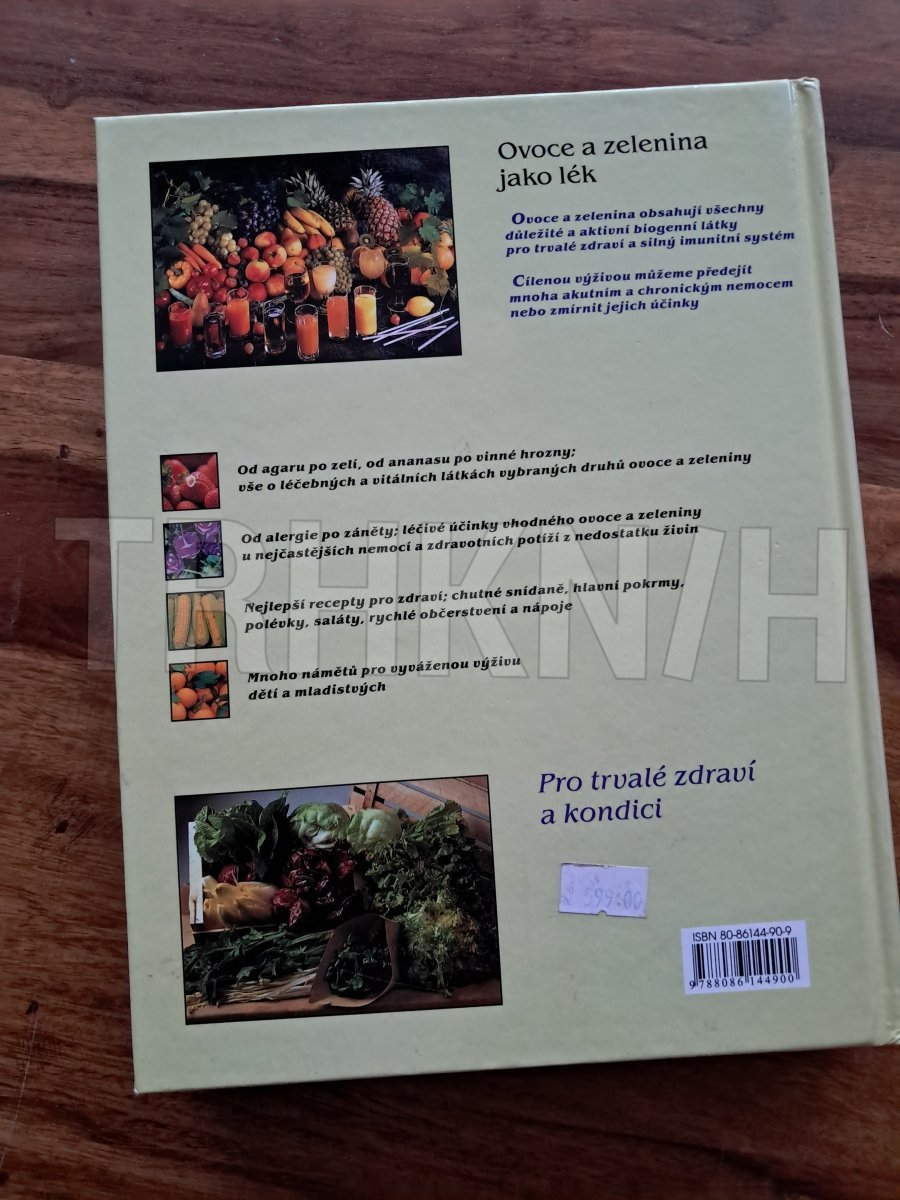 Ovoce a zelenina
jako lék
Ovoce a zelenina obsahují všechny
důležité a aktivní biogenní látky
pro trvalé zdraví a silný imunitní systém
Cílenou výživou můžeme předejít
mnoha akutním a chronickým nemocem
nebo zmírnit jejich účinky
Od agaru po zelí, od ananasu po vinné hrozny;
vše o léčebných a vitálních látkách vybraných druhů ovoce a zeleniny
Od alergie po záněty; léčivé účinky vhodného ovoce a zeleniny
u nejčastějších nemocí a zdravotních potíží z nedostatku živin
Nejlepší recepty pro zdraví; chutné snídaně, hlavní pokrmy,
polévky, saláty, rychlé občerstvení a nápoje
Mnoho námětů pro vyváženou výživu
dětí a mladistvých
TRHKN/H
Pro trvalé zdraví
a kondici
599:00
ISBN 80-86144-90-9
9 788086 144900